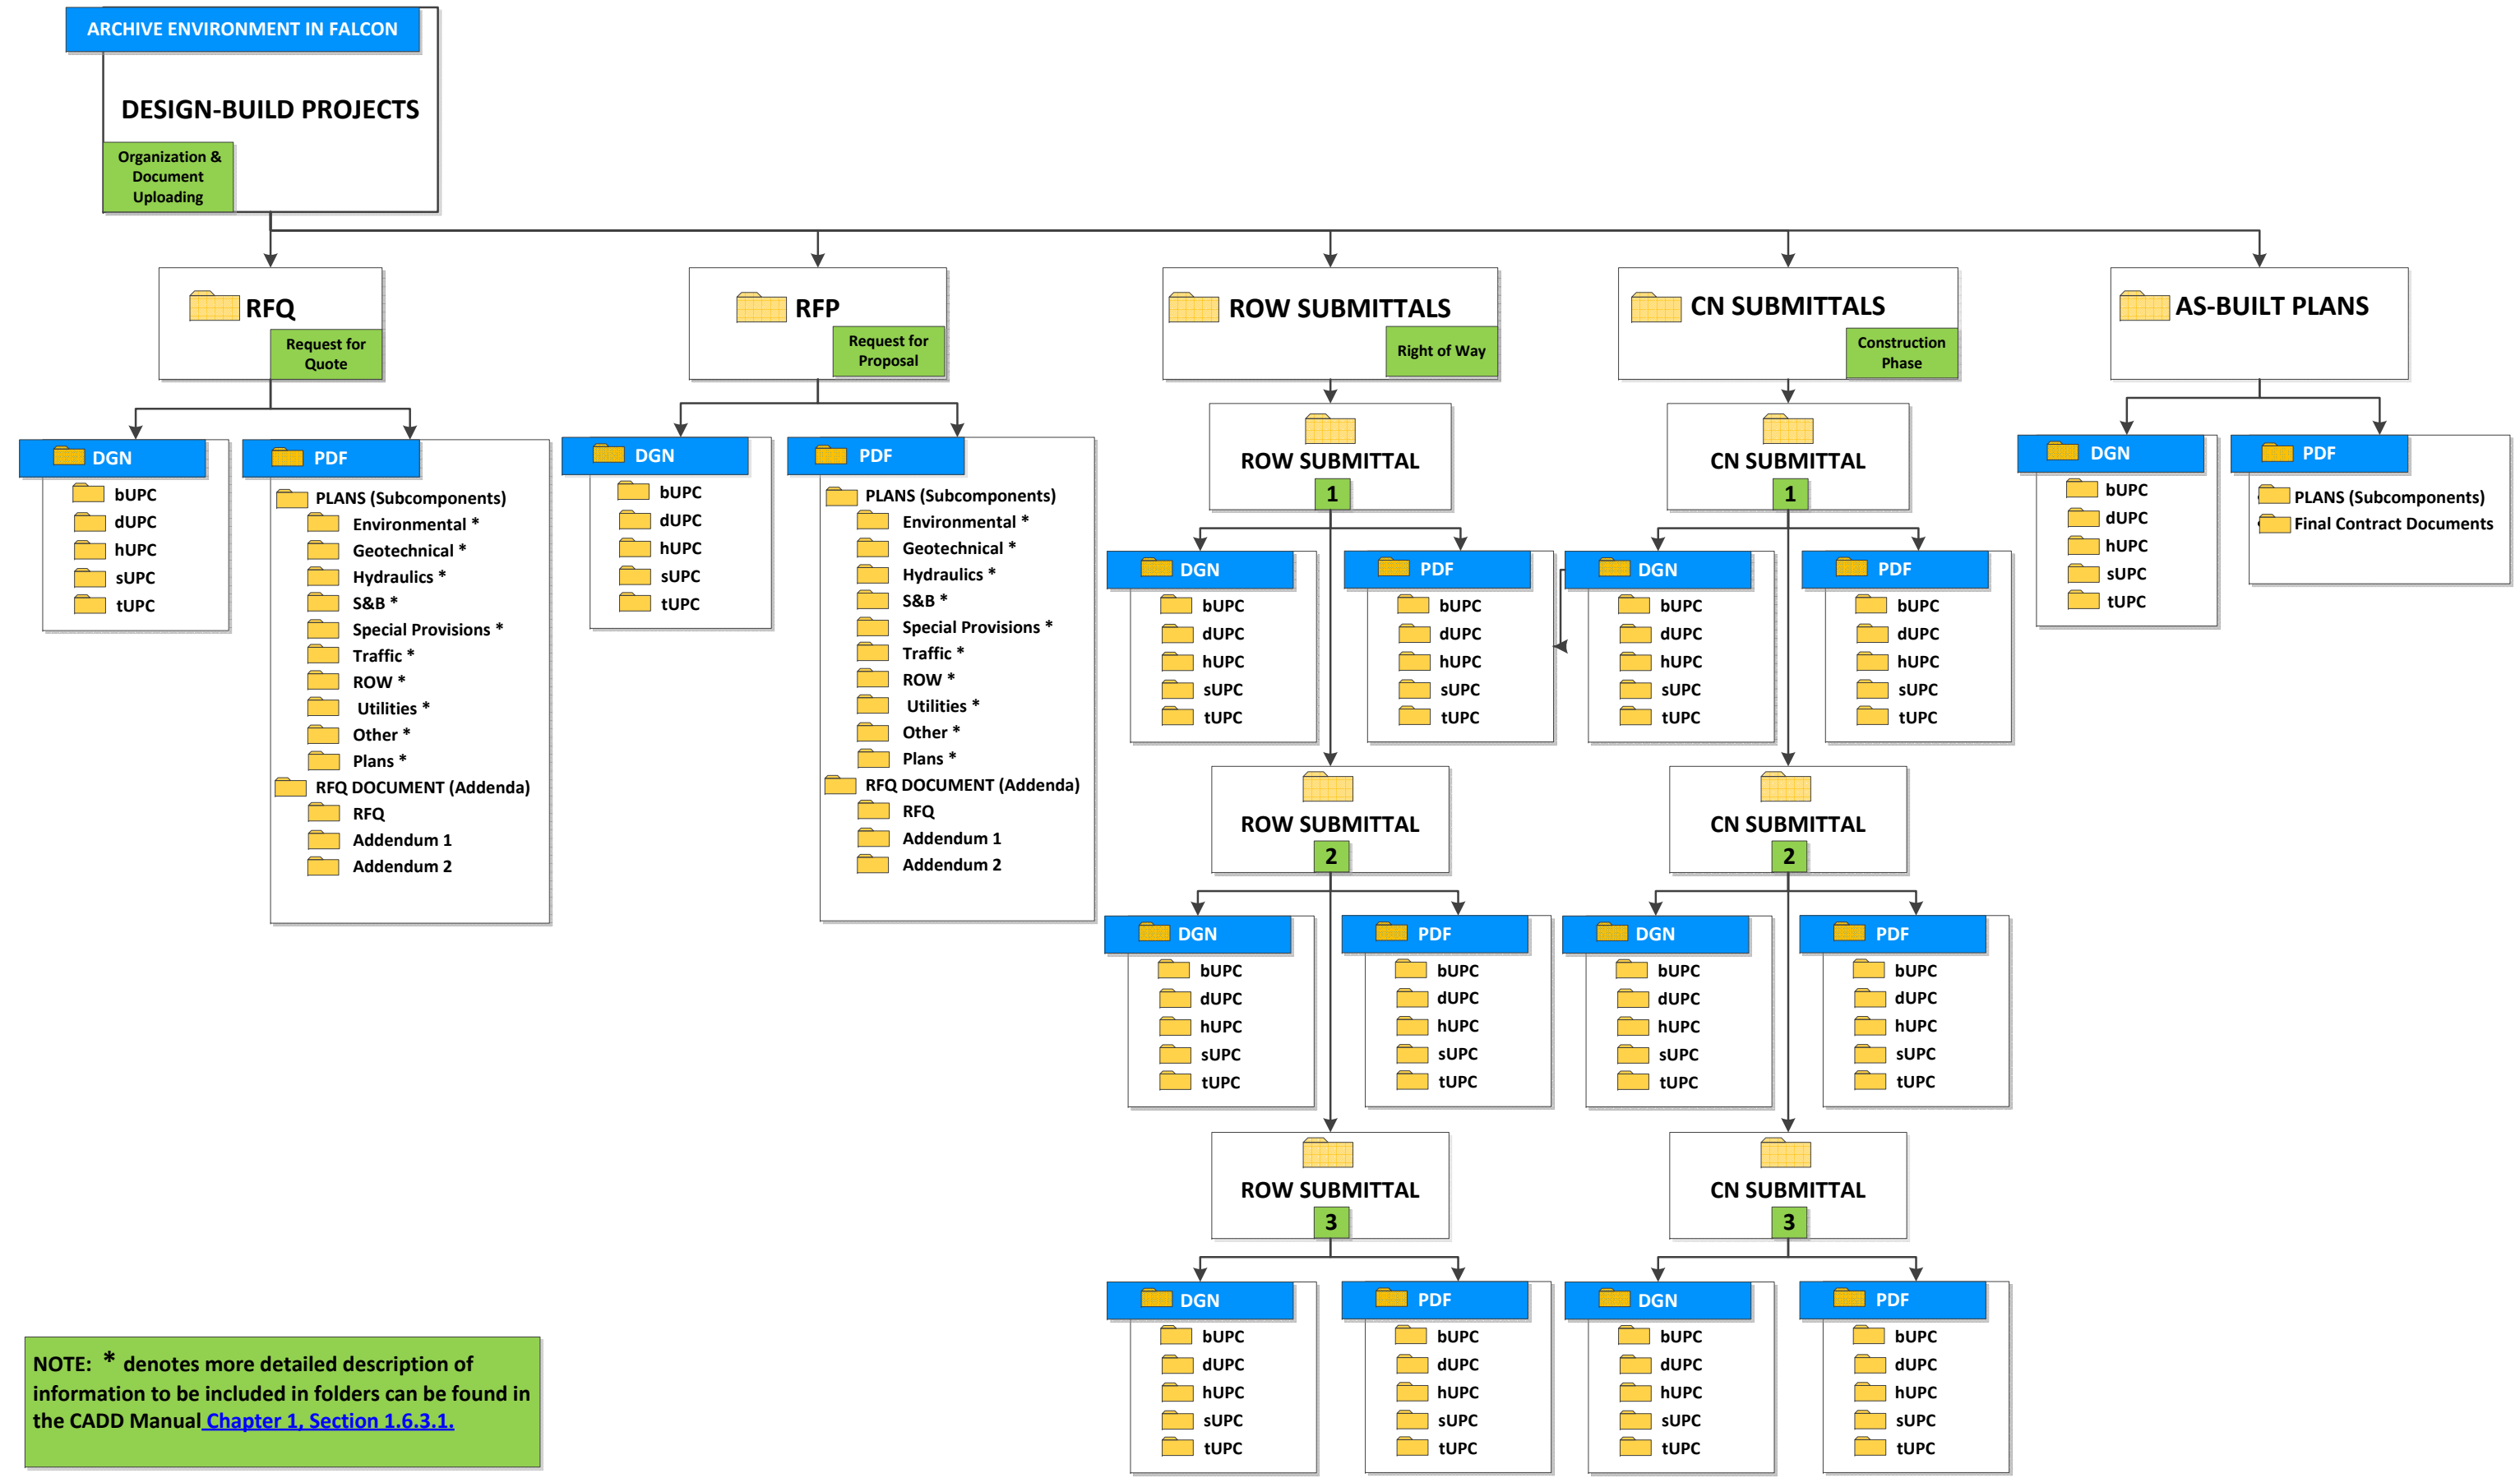 ARCHIVE ENVIRONMENT IN FALCON
DESIGN-BUILD PROJECTS
Organization &
Document
Uploading
RFQ
Request for
Quote
DGN
bUPC
dUPC
hUPC
sUPC
tUPC
PDF
PLANS (Subcomponents)
Environmental *
Geotechnical *
Hydraulics *
S&B *
Special Provisions *
Traffic *
ROW *
Utilities *
Other *
Plans *
RFQ DOCUMENT (Addenda)
RFQ
Addendum 1
Addendum 2
RFP
Request for
Proposal
DGN
bUPC
dUPC
hUPC
sUPC
tUPC
PDF
PLANS (Subcomponents)
Environmental *
Geotechnical *
Hydraulics *
S&B *
Special Provisions *
Traffic *
ROW *
Utilities *
Other *
Plans *
RFQ DOCUMENT (Addenda)
RFQ
Addendum 1
Addendum 2
ROW SUBMITTALS
Right of Way
ROW SUBMITTAL
1
DGN
bUPC
dUPC
hUPC
sUPC
tUPC
PDF
bUPC
dUPC
hUPC
sUPC
tUPC
ROW SUBMITTAL
2
DGN
bUPC
dUPC
hUPC
sUPC
tUPC
PDF
bUPC
dUPC
hUPC
sUPC
tUPC
ROW SUBMITTAL
3
DGN
bUPC
dUPC
hUPC
sUPC
tUPC
PDF
bUPC
dUPC
hUPC
sUPC
tUPC
CN SUBMITTALS
Construction
Phase
CN SUBMITTAL
1
DGN
bUPC
dUPC
hUPC
sUPC
tUPC
PDF
bUPC
dUPC
hUPC
sUPC
tUPC
CN SUBMITTAL
2
DGN
bUPC
dUPC
hUPC
sUPC
tUPC
PDF
bUPC
dUPC
hUPC
sUPC
tUPC
CN SUBMITTAL
3
DGN
bUPC
dUPC
hUPC
sUPC
tUPC
PDF
bUPC
dUPC
hUPC
sUPC
tUPC
AS-BUILT PLANS
DGN
bUPC
dUPC
hUPC
sUPC
tUPC
PDF
PLANS (Subcomponents)
Final Contract Documents
NOTE: * denotes more detailed description of
information to be included in folders can be found in
the CADD Manual Chapter 1, Section 1.6.3.1.